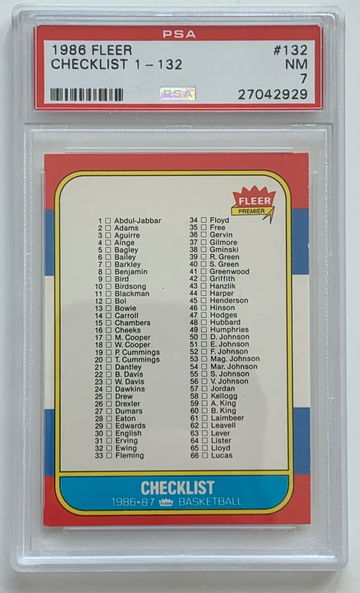 PSA
1986 FLEER #132
CHECKLIST 1 - 132 NM
7
PSA 27042929
FLEER
PREMIER
1 ☐ Abdul-Jabbar
2 ☐ Adams
3 ☐ Aguirre
4 ☐ Ainge
5 ☐ Bagley
6 ☐ Bailey
7 ☐ Barkley
8 ☐ Benjamin
9 ☐ Bird
10 ☐ Birdsong
11 ☐ Blackman
12 ☐ Bol
13 ☐ Bowie
14 ☐ Carroll
15 ☐ Chambers
16 ☐ Cheeks
17 ☐ M. Cooper
18 ☐ W. Cooper
19 ☐ P. Cummings
20 ☐ T. Cummings
21 ☐ Dantley
22 ☐ B. Davis
23 ☐ W. Davis
24 ☐ Dawkins
25 ☐ Drew
26 ☐ Drexler
27 ☐ Dumars
28 ☐ Eaton
29 ☐ Edwards
30 ☐ English
31 ☐ Erving
32 ☐ Ewing
33 ☐ Fleming
34 ☐ Floyd
35 ☐ Free
36 ☐ Gervin
37 ☐ Gilmore
38 ☐ Gminski
39 ☐ R. Green
40 ☐ S. Green
41 ☐ Greenwood
42 ☐ Griffith
43 ☐ Hanzlik
44 ☐ Harper
45 ☐ Henderson
46 ☐ Hinson
47 ☐ Hodges
48 ☐ Hubbard
49 ☐ Humphries
50 ☐ D. Johnson
51 ☐ E. Johnson
52 ☐ F. Johnson
53 ☐ Mag. Johnson
54 ☐ Mar. Johnson
55 ☐ S. Johnson
56 ☐ V. Johnson
57 ☐ Jordan
58 ☐ Kellogg
59 ☐ A. King
60 ☐ B. King
61 ☐ Laimbeer
62 ☐ Leavell
63 ☐ Lever
64 ☐ Lister
65 ☐ Lloyd
66 ☐ Lucas
CHECKLIST
1986-87 FLEER BASKETBALL